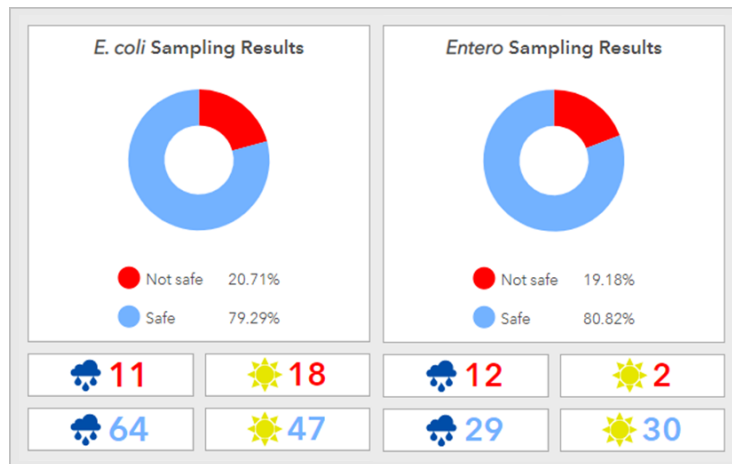 E. coli Sampling Results
Not safe 20.71%
Safe 79.29%
11
18
64
47
Entero Sampling Results
Not safe 19.18%
Safe 80.82%
12
2
29
30